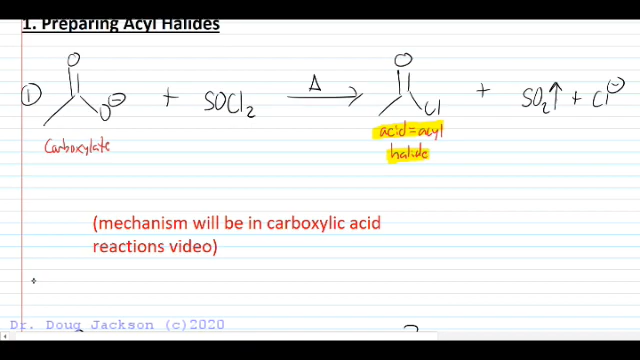 1. Preparing Acyl Halides
① O O⊖ + SOCl2 Δ → O Cl + SO2↑ + Cl⊖
Carboxylate
acid=acyl
halide
(mechanism will be in carboxylic acid
reactions video)
Dr. Doug Jackson (c)2020